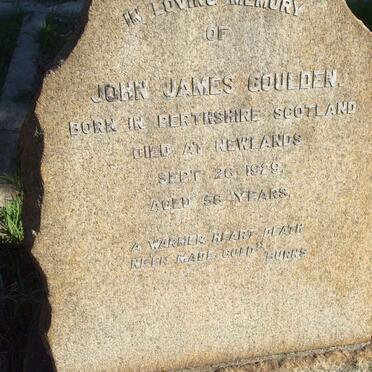 IN LOVING MEMORY
OF
JOHN JAMES GOULDEN.
BORN IN PERTHSHIRE SCOTLAND
DIED AT NEWLANDS
SEPT 26. 1929.
AGED 56 YEARS.
A WARMER HEART DEATH
NE'ER MADE COLD" BURNS